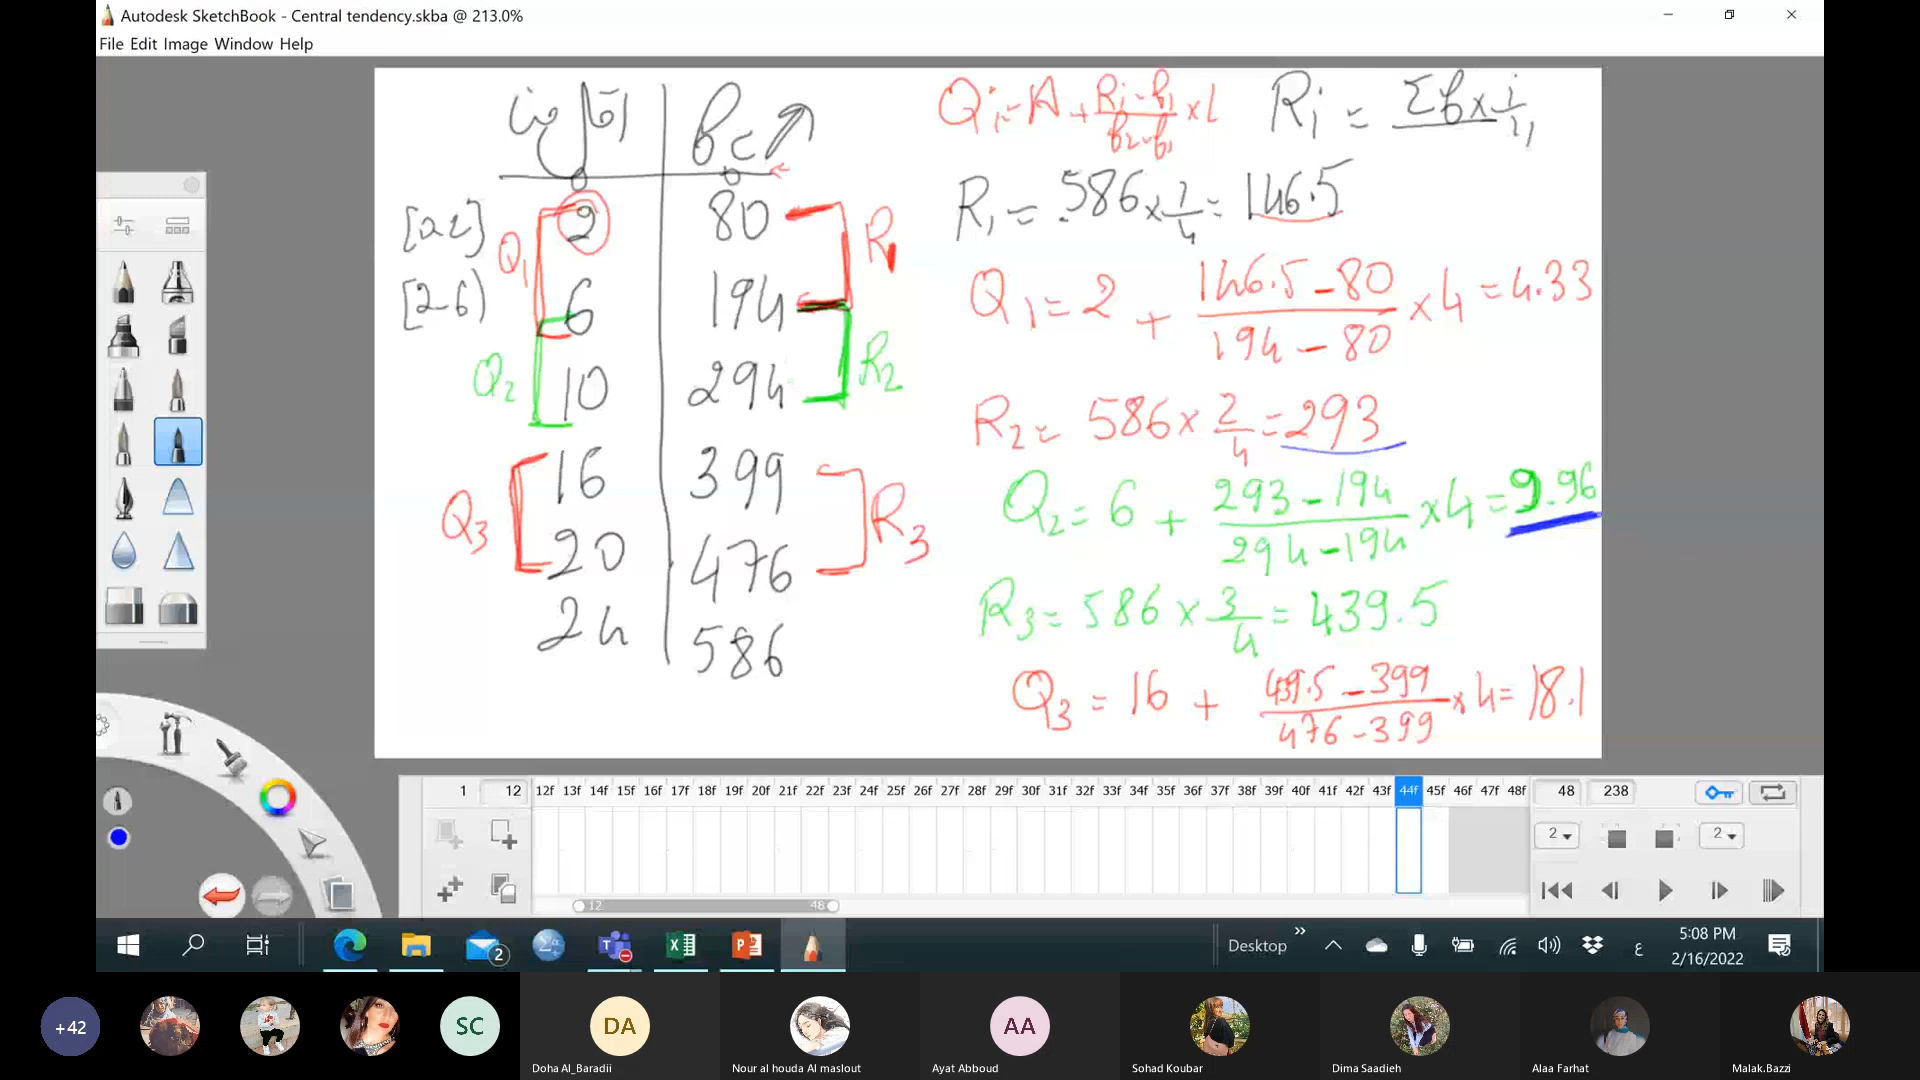 Autodesk SketchBook - Central tendency.skba @ 213.0%
File Edit Image Window Help
Qi = A + Ri - f1 / f2 - f1 × L
Ri = Σf × i / 4
2 80
6 194
10 294
16 399
20 476
24 586
[2-6)
Q1
Q2
Q3
R1
R2
R3
R1 = 586 × 1/4 = 146.5
Q1 = 2 + 146.5 - 80 / 194 - 80 × 4 = 4.33
R2 = 586 × 2/4 = 293
Q2 = 6 + 293 - 194 / 294 - 194 × 4 = 9.96
R3 = 586 × 3/4 = 439.5
Q3 = 16 + 439.5 - 399 / 476 - 399 × 4 = 18.1
1 12 12f 13f 14f 15f 16f 17f 18f 19f 20f 21f 22f 23f 24f 25f 26f 27f 28f 29f 30f 31f 32f 33f 34f 35f 36f 37f 38f 39f 40f 41f 42f 43f 44f 45f 46f 47f 48f 48 238
2 2
12 48
2
Desktop
ع
5:08 PM
2/16/2022
+42
SC
DA
AA
Doha Al_Baradii
Nour al houda Al maslout
Ayat Abboud
Sohad Koubar
Dima Saadieh
Alaa Farhat
Malak.Bazzi